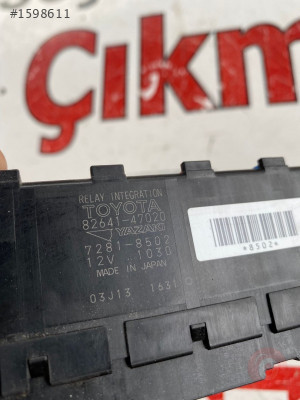 #1598611
Çıkm
RELAY INTEGRATION
TOYOTA
82641-47020
YAZAKI
7281-8502
12V 1030
MADE IN JAPAN
03J13 1631
*8502*